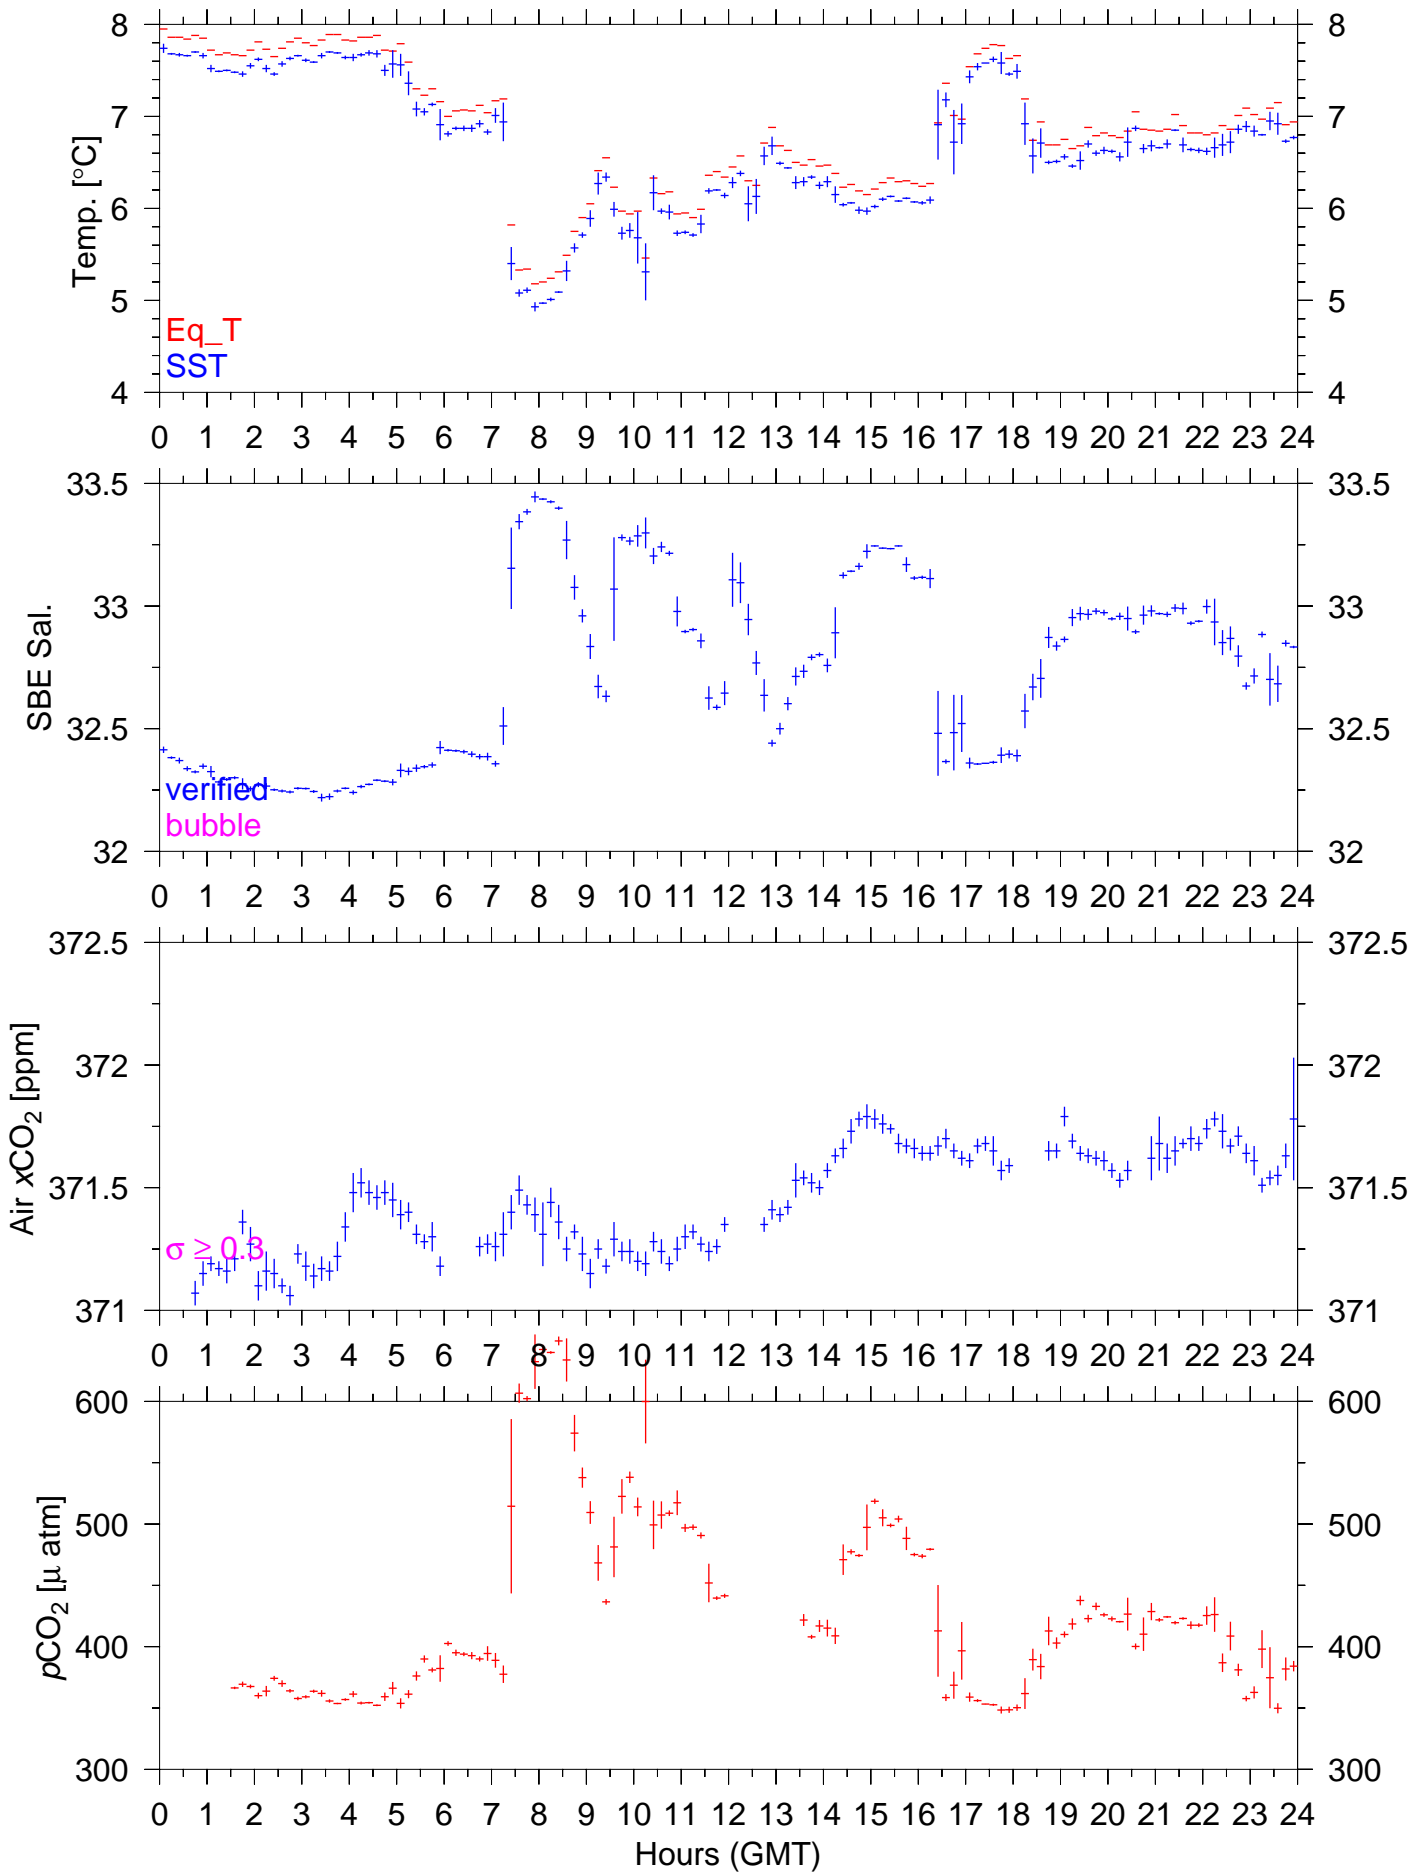 8 8
7 7
6 6
5 5
4 4
Temp. [°C]
Eq_T
SST
0 1 2 3 4 5 6 7 8 9 10 11 12 13 14 15 16 17 18 19 20 21 22 23 24
33.5 33.5
33 33
32.5 32.5
32 32
SBE Sal.
verified
bubble
0 1 2 3 4 5 6 7 8 9 10 11 12 13 14 15 16 17 18 19 20 21 22 23 24
372.5 372.5
372 372
371.5 371.5
371 371
Air xCO₂ [ppm]
σ ≥ 0.3
0 1 2 3 4 5 6 7 8 9 10 11 12 13 14 15 16 17 18 19 20 21 22 23 24
600 600
500 500
400 400
300 300
pCO₂ [μ atm]
0 1 2 3 4 5 6 7 8 9 10 11 12 13 14 15 16 17 18 19 20 21 22 23 24
Hours (GMT)